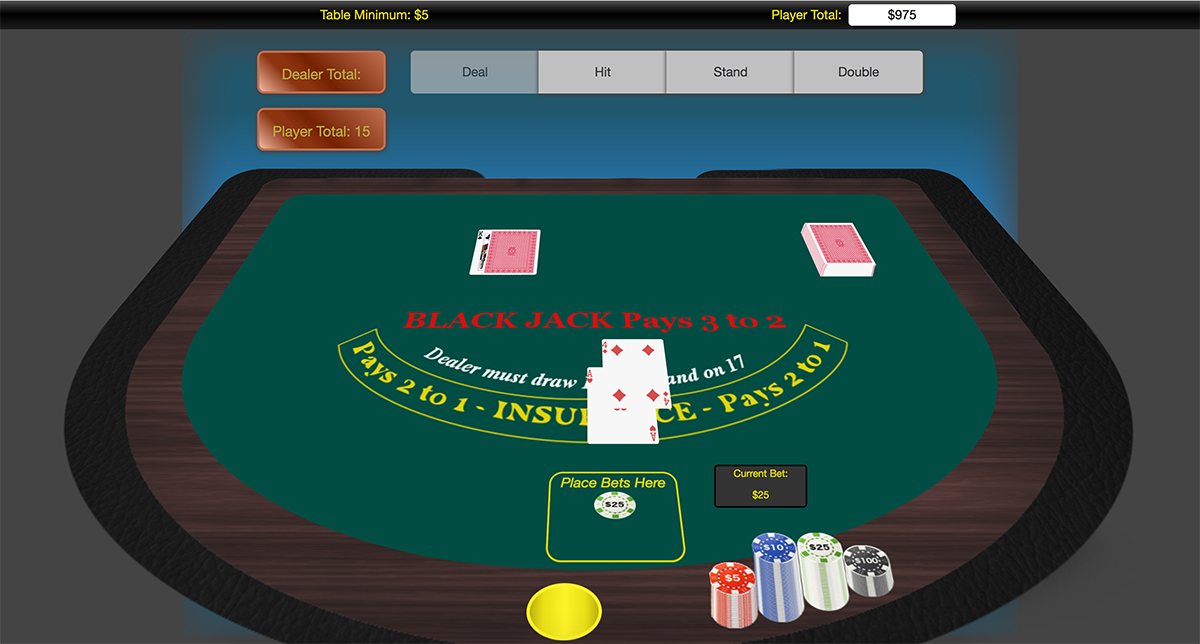 Table Minimum: $5
Player Total: $975
Dealer Total:
Deal
Hit
Stand
Double
Player Total: 15
K
BLACK JACK Pays 3 to 2
4
A
Dealer must draw and on 17
4
Pays 2 to 1 - INSU CE - Pays 2 to 1
A
Place Bets Here
$25
Current Bet:
$25
$5
$10
$25
$100